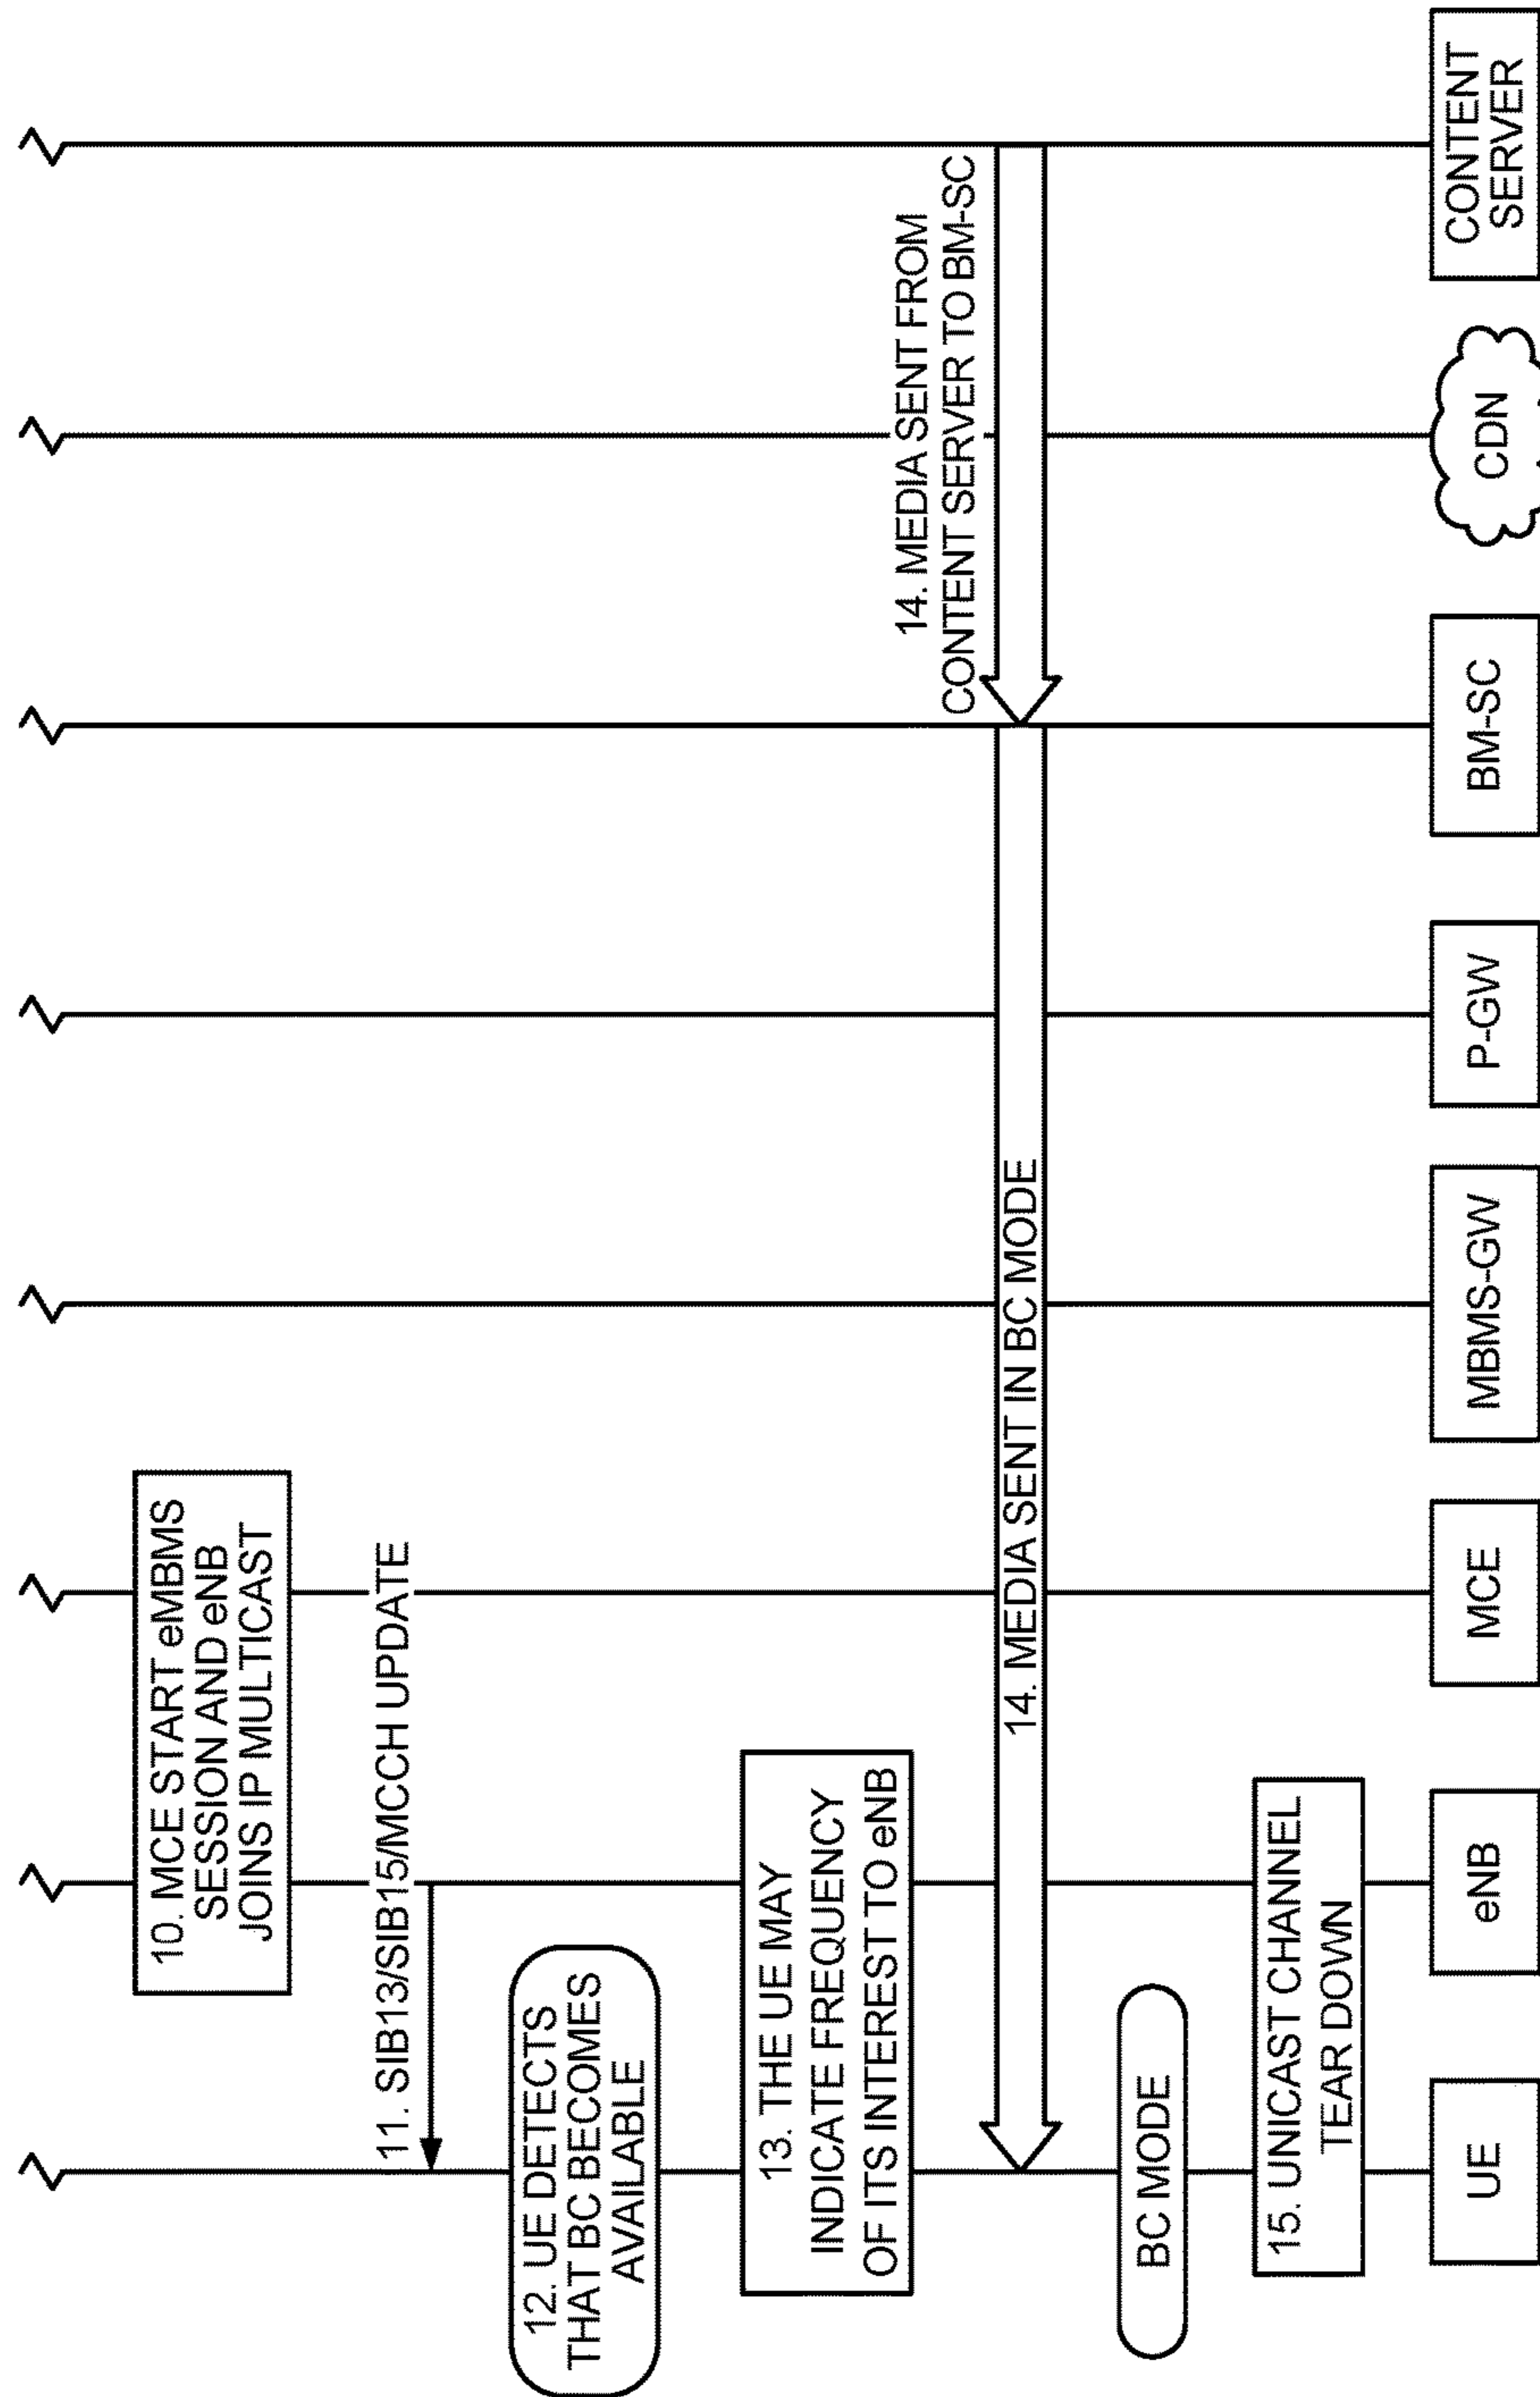 10. MCE START eMBMS
SESSION AND eNB
JOINS IP MULTICAST
11. SIB13/SIB15/MCCH UPDATE
12. UE DETECTS
THAT BC BECOMES
AVAILABLE
13. THE UE MAY
INDICATE FREQUENCY
OF ITS INTEREST TO eNB
14. MEDIA SENT FROM
CONTENT SERVER TO BM-SC
14. MEDIA SENT IN BC MODE
BC MODE
15. UNICAST CHANNEL
TEAR DOWN
UE
eNB
MCE
MBMS-GW
P-GW
BM-SC
CDN
CONTENT
SERVER